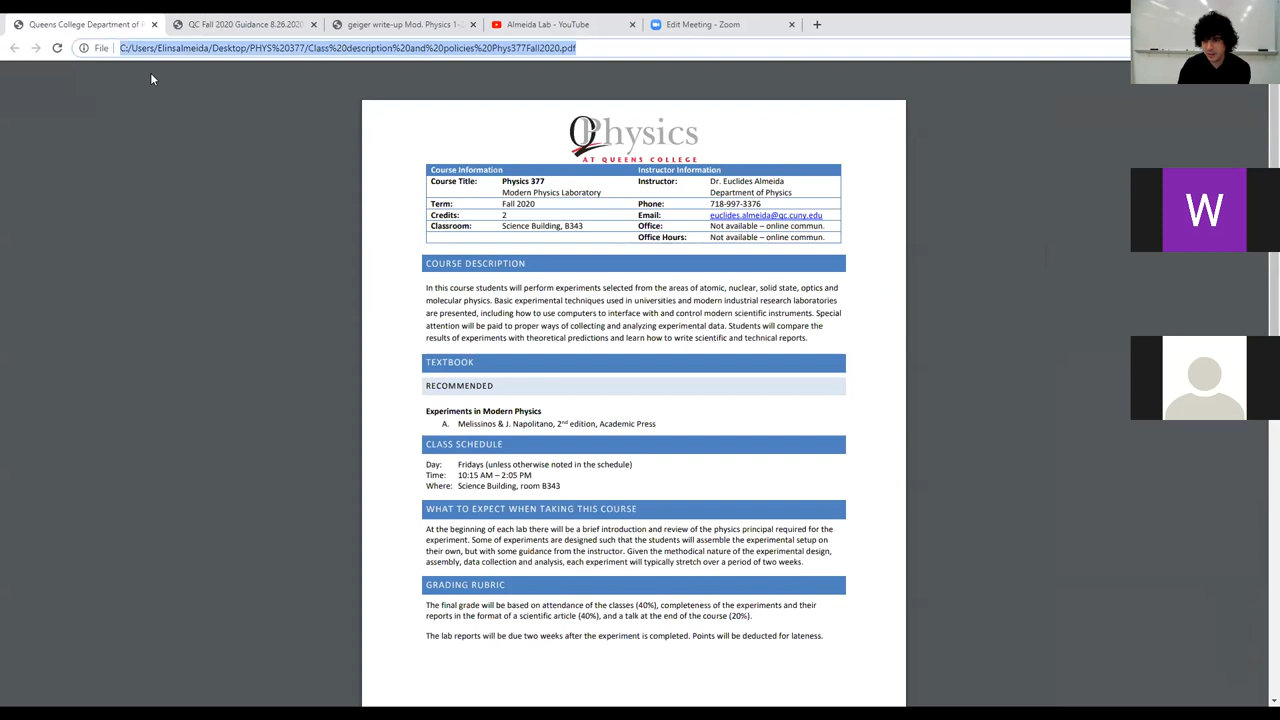 Queens College Department of P
QC Fall 2020 Guidance 8.26.2020
geiger write-up Mod. Physics 1-2
Almeida Lab - YouTube
Edit Meeting - Zoom
File
C:/Users/Elinsalmeida/Desktop/PHYS%20377/Class%20description%20and%20policies%20Phys377Fall2020.pdf
QPhysics
AT QUEENS COLLEGE
Course Information Instructor Information
Course Title: Physics 377 Instructor: Dr. Euclides Almeida
Modern Physics Laboratory Department of Physics
Term: Fall 2020 Phone: 718-997-3376
Credits: 2 Email: euclides.almeida@qc.cuny.edu
Classroom: Science Building, B343 Office: Not available – online commun.
Office Hours: Not available – online commun.
COURSE DESCRIPTION
In this course students will perform experiments selected from the areas of atomic, nuclear, solid state, optics and
molecular physics. Basic experimental techniques used in universities and modern industrial research laboratories
are presented, including how to use computers to interface with and control modern scientific instruments. Special
attention will be paid to proper ways of collecting and analyzing experimental data. Students will compare the
results of experiments with theoretical predictions and learn how to write scientific and technical reports.
TEXTBOOK
RECOMMENDED
Experiments in Modern Physics
A. Melissinos & J. Napolitano, 2nd edition, Academic Press
CLASS SCHEDULE
Day: Fridays (unless otherwise noted in the schedule)
Time: 10:15 AM – 2:05 PM
Where: Science Building, room B343
WHAT TO EXPECT WHEN TAKING THIS COURSE
At the beginning of each lab there will be a brief introduction and review of the physics principal required for the
experiment. Some of experiments are designed such that the students will assemble the experimental setup on
their own, but with some guidance from the instructor. Given the methodical nature of the experimental design,
assembly, data collection and analysis, each experiment will typically stretch over a period of two weeks.
GRADING RUBRIC
The final grade will be based on attendance of the classes (40%), completeness of the experiments and their
reports in the format of a scientific article (40%), and a talk at the end of the course (20%).
The lab reports will be due two weeks after the experiment is completed. Points will be deducted for lateness.
W